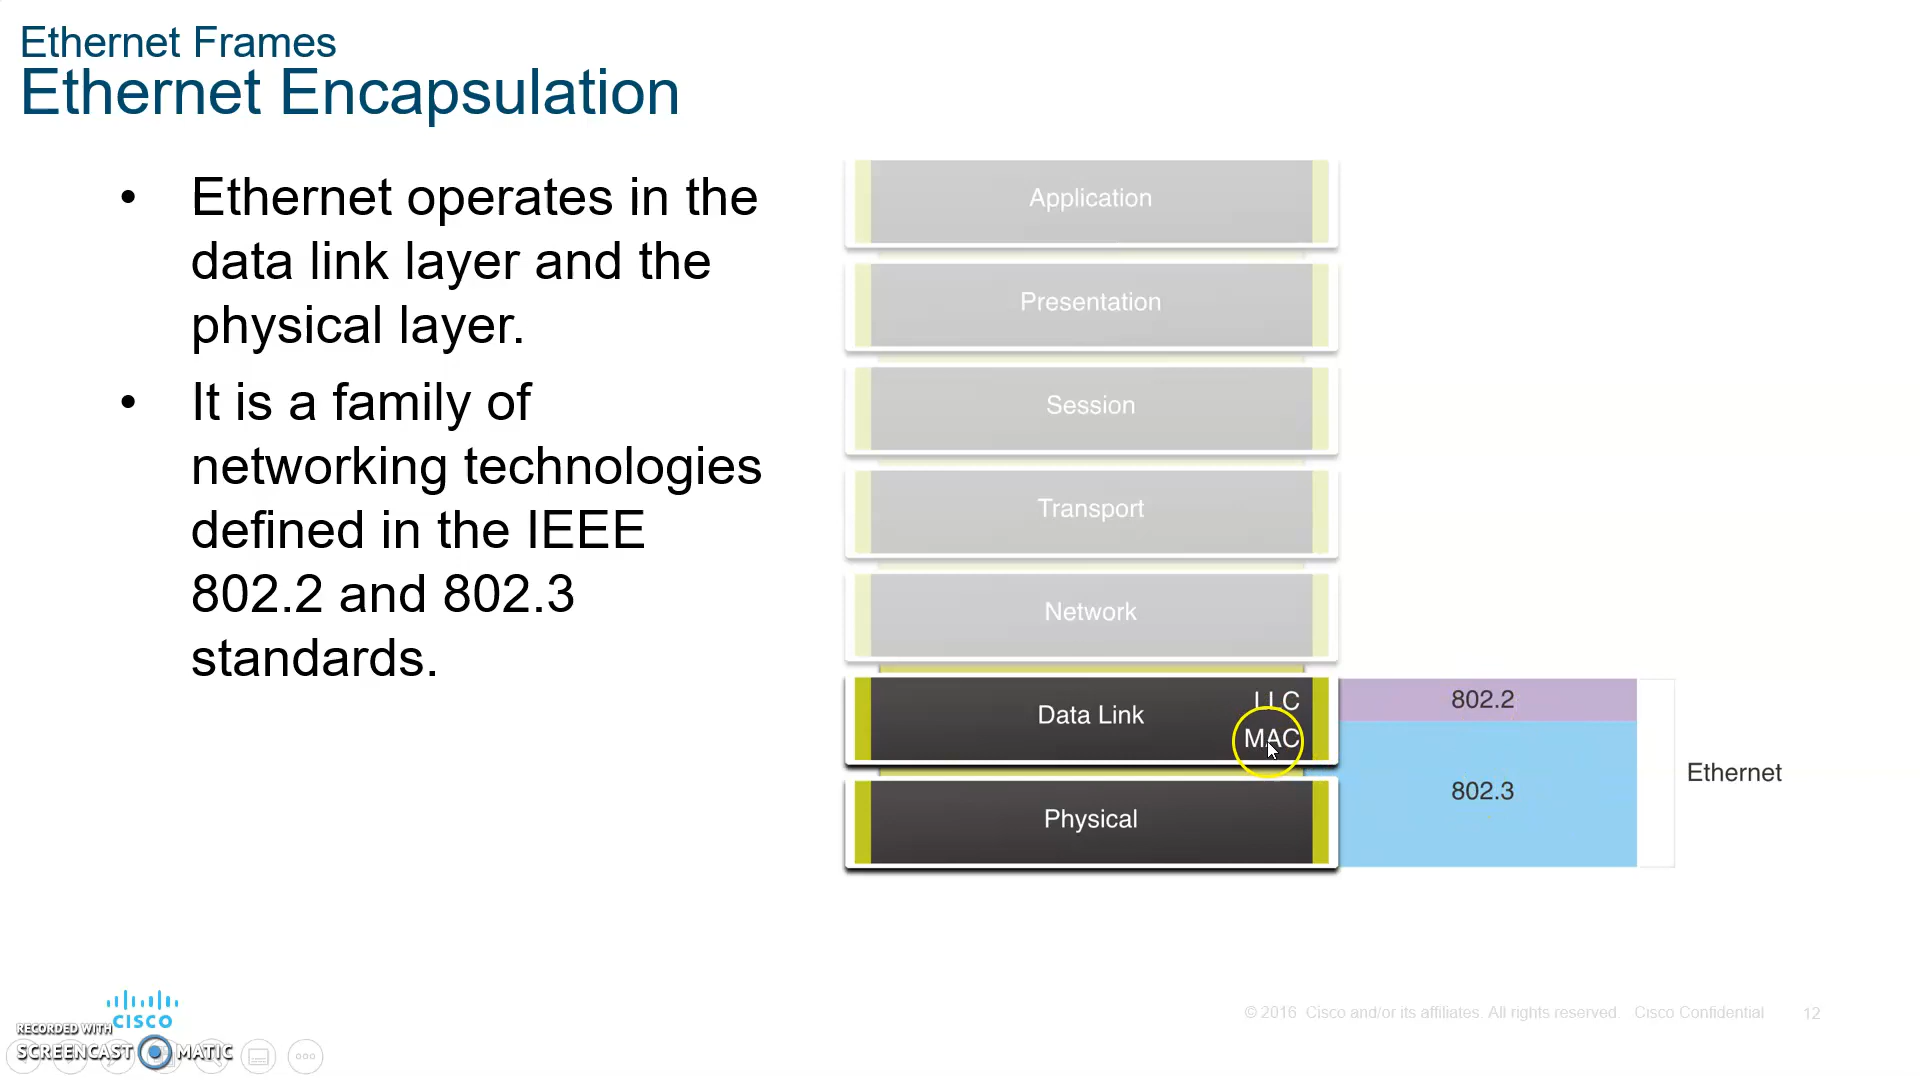 Ethernet Frames
Ethernet Encapsulation
• Ethernet operates in the
data link layer and the
physical layer.
• It is a family of
networking technologies
defined in the IEEE
802.2 and 802.3
standards.
Application
Presentation
Session
Transport
Network
Data Link
LLC
MAC
Physical
802.2
802.3
Ethernet
CISCO
RECORDED WITH
SCREENCAST MATIC
© 2016 Cisco and/or its affiliates. All rights reserved. Cisco Confidential
12